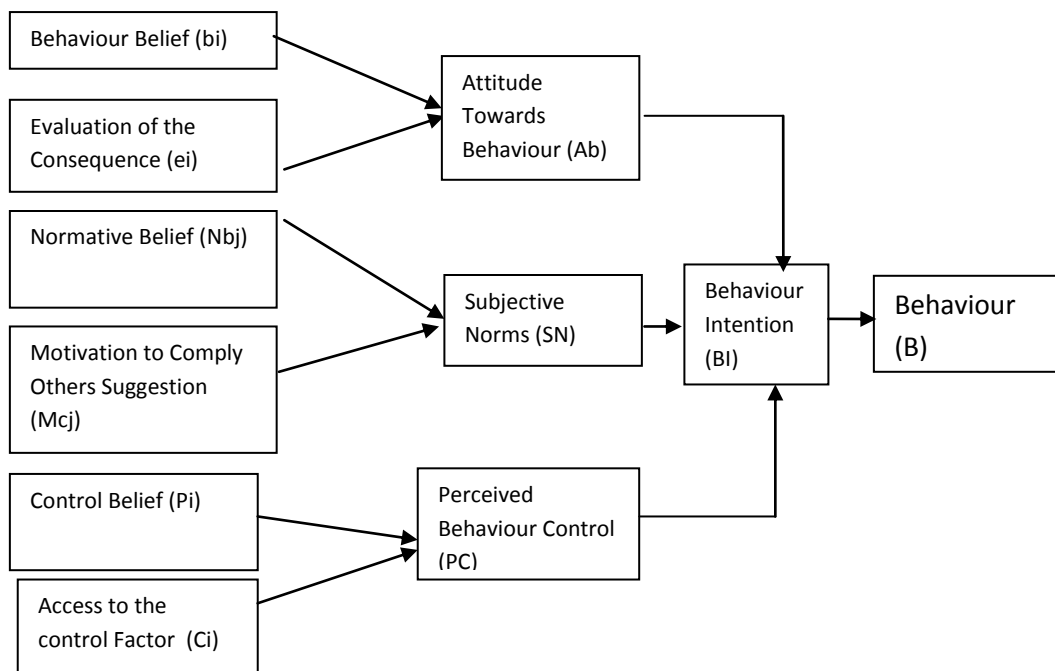 Behaviour Belief (bi)
Evaluation of the
Consequence (ei)
Normative Belief (Nbj)
Motivation to Comply
Others Suggestion
(Mcj)
Control Belief (Pi)
Access to the
control Factor (Ci)
Attitude
Towards
Behaviour (Ab)
Subjective
Norms (SN)
Perceived
Behaviour Control
(PC)
Behaviour
Intention
(BI)
Behaviour
(B)